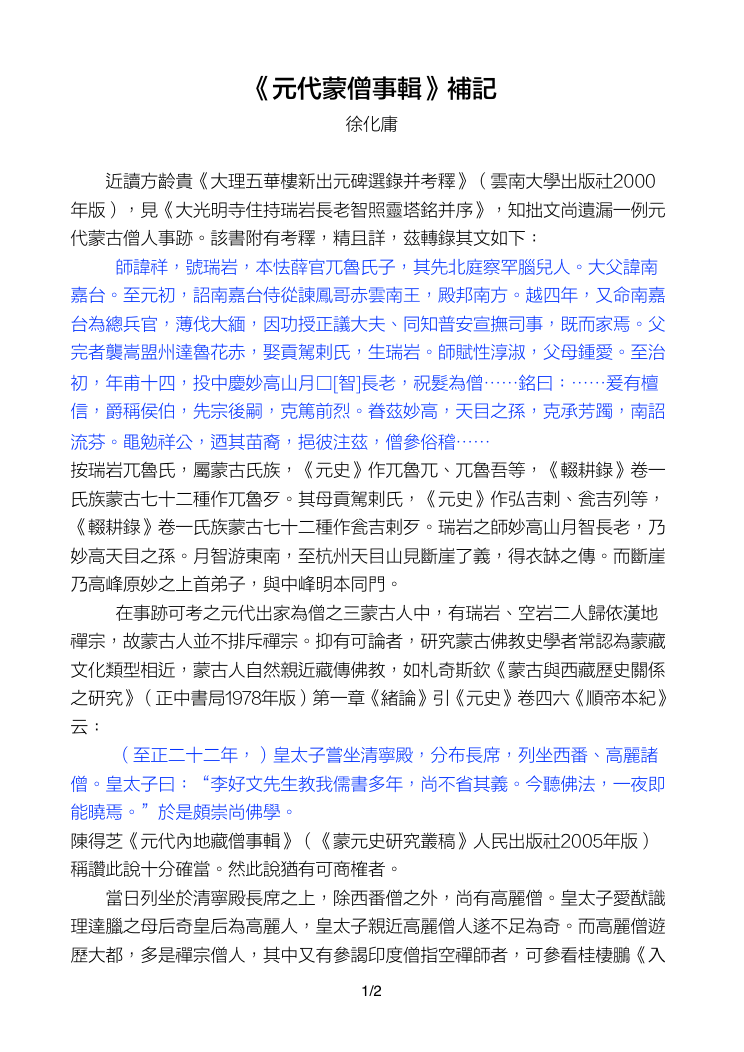 《元代蒙僧事輯》補記
徐化庸
近讀方齡貴《大理五華樓新出元碑選錄并考釋》（雲南大學出版社2000
年版），見《大光明寺住持瑞岩長老智照靈塔銘并序》，知拙文尚遺漏一例元
代蒙古僧人事跡。該書附有考釋，精且詳，茲轉錄其文如下：
師諱祥，號瑞岩，本怯薛官兀魯氏子，其先北庭察罕腦兒人。大父諱南
嘉台。至元初，詔南嘉台侍從諫鳳哥赤雲南王，殿邦南方。越四年，又命南嘉
台為總兵官，薄伐大緬，因功授正議大夫、同知普安宣撫司事，既而家焉。父
完者襲嵩盟州達魯花赤，娶貢駕剌氏，生瑞岩。師賦性淳淑，父母鍾愛。至治
初，年甫十四，投中慶妙高山月□[智]長老，祝髮為僧……銘曰：……爰有檀
信，爵稱侯伯，先宗後嗣，克篤前烈。眷茲妙高，天目之孫，克承芳躅，南詔
流芬。黽勉祥公，迺其苗裔，挹彼注茲，僧參俗稽……
按瑞岩兀魯氏，屬蒙古氏族，《元史》作兀魯兀、兀魯吾等，《輟耕錄》卷一
氏族蒙古七十二種作兀魯歹。其母貢駕剌氏，《元史》作弘吉剌、瓮吉列等，
《輟耕錄》卷一氏族蒙古七十二種作瓮吉剌歹。瑞岩之師妙高山月智長老，乃
妙高天目之孫。月智游東南，至杭州天目山見斷崖了義，得衣缽之傳。而斷崖
乃高峰原妙之上首弟子，與中峰明本同門。
在事跡可考之元代出家為僧之三蒙古人中，有瑞岩、空岩二人歸依漢地
禪宗，故蒙古人並不排斥禪宗。抑有可論者，研究蒙古佛教史學者常認為蒙藏
文化類型相近，蒙古人自然親近藏傳佛教，如札奇斯欽《蒙古與西藏歷史關係
之研究》（正中書局1978年版）第一章《緒論》引《元史》卷四六《順帝本紀》
云：
（至正二十二年，）皇太子嘗坐清寧殿，分布長席，列坐西番、高麗諸
僧。皇太子曰：“李好文先生教我儒書多年，尚不省其義。今聽佛法，一夜即
能曉焉。”於是頗崇尚佛學。
陳得芝《元代內地藏僧事輯》（《蒙元史研究叢稿》人民出版社2005年版）
稱讚此說十分確當。然此說猶有可商榷者。
當日列坐於清寧殿長席之上，除西番僧之外，尚有高麗僧。皇太子愛猷識
理達臘之母后奇皇后為高麗人，皇太子親近高麗僧人遂不足為奇。而高麗僧遊
歷大都，多是禪宗僧人，其中又有參謁印度僧指空禪師者，可參看桂棲鵬《入
1/2